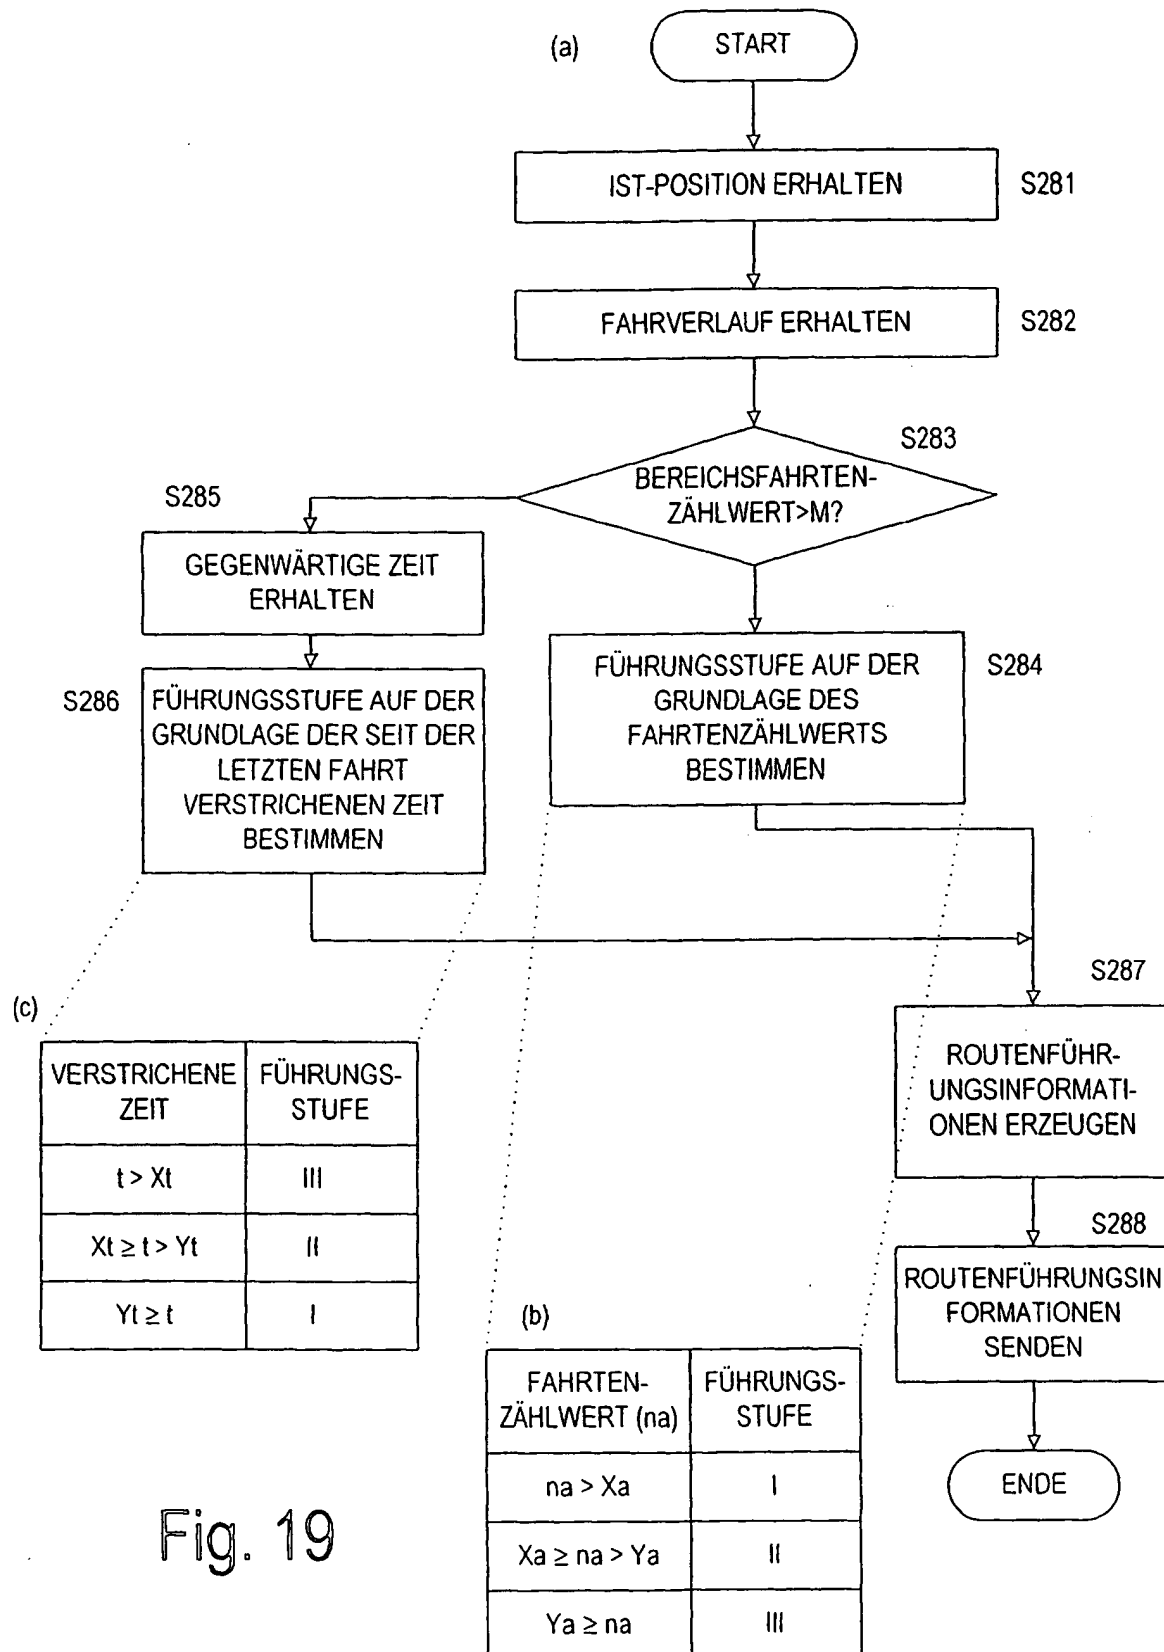 (a)
START
IST-POSITION ERHALTEN
S281
FAHRVERLAUF ERHALTEN
S282
S283
BEREICHSFAHRTEN-
ZÄHLWERT>M?
S285
GEGENWÄRTIGE ZEIT
ERHALTEN
S286
FÜHRUNGSSTUFE AUF DER
GRUNDLAGE DER SEIT DER
LETZTEN FAHRT
VERSTRICHENEN ZEIT
BESTIMMEN
FÜHRUNGSSTUFE AUF DER
GRUNDLAGE DES
FAHRTENZÄHLWERTS
BESTIMMEN
S284
S287
ROUTENFÜHR-
UNGSINFORMATI-
ONEN ERZEUGEN
S288
ROUTENFÜHRUNGSIN
FORMATIONEN
SENDEN
ENDE
(c)
VERSTRICHENE
ZEIT
FÜHRUNGS-
STUFE
t > Xt
III
Xt ≥ t > Yt
II
Yt ≥ t
I
(b)
FAHRTEN-
ZÄHLWERT (na)
FÜHRUNGS-
STUFE
na > Xa
I
Xa ≥ na > Ya
II
Ya ≥ na
III
Fig. 19